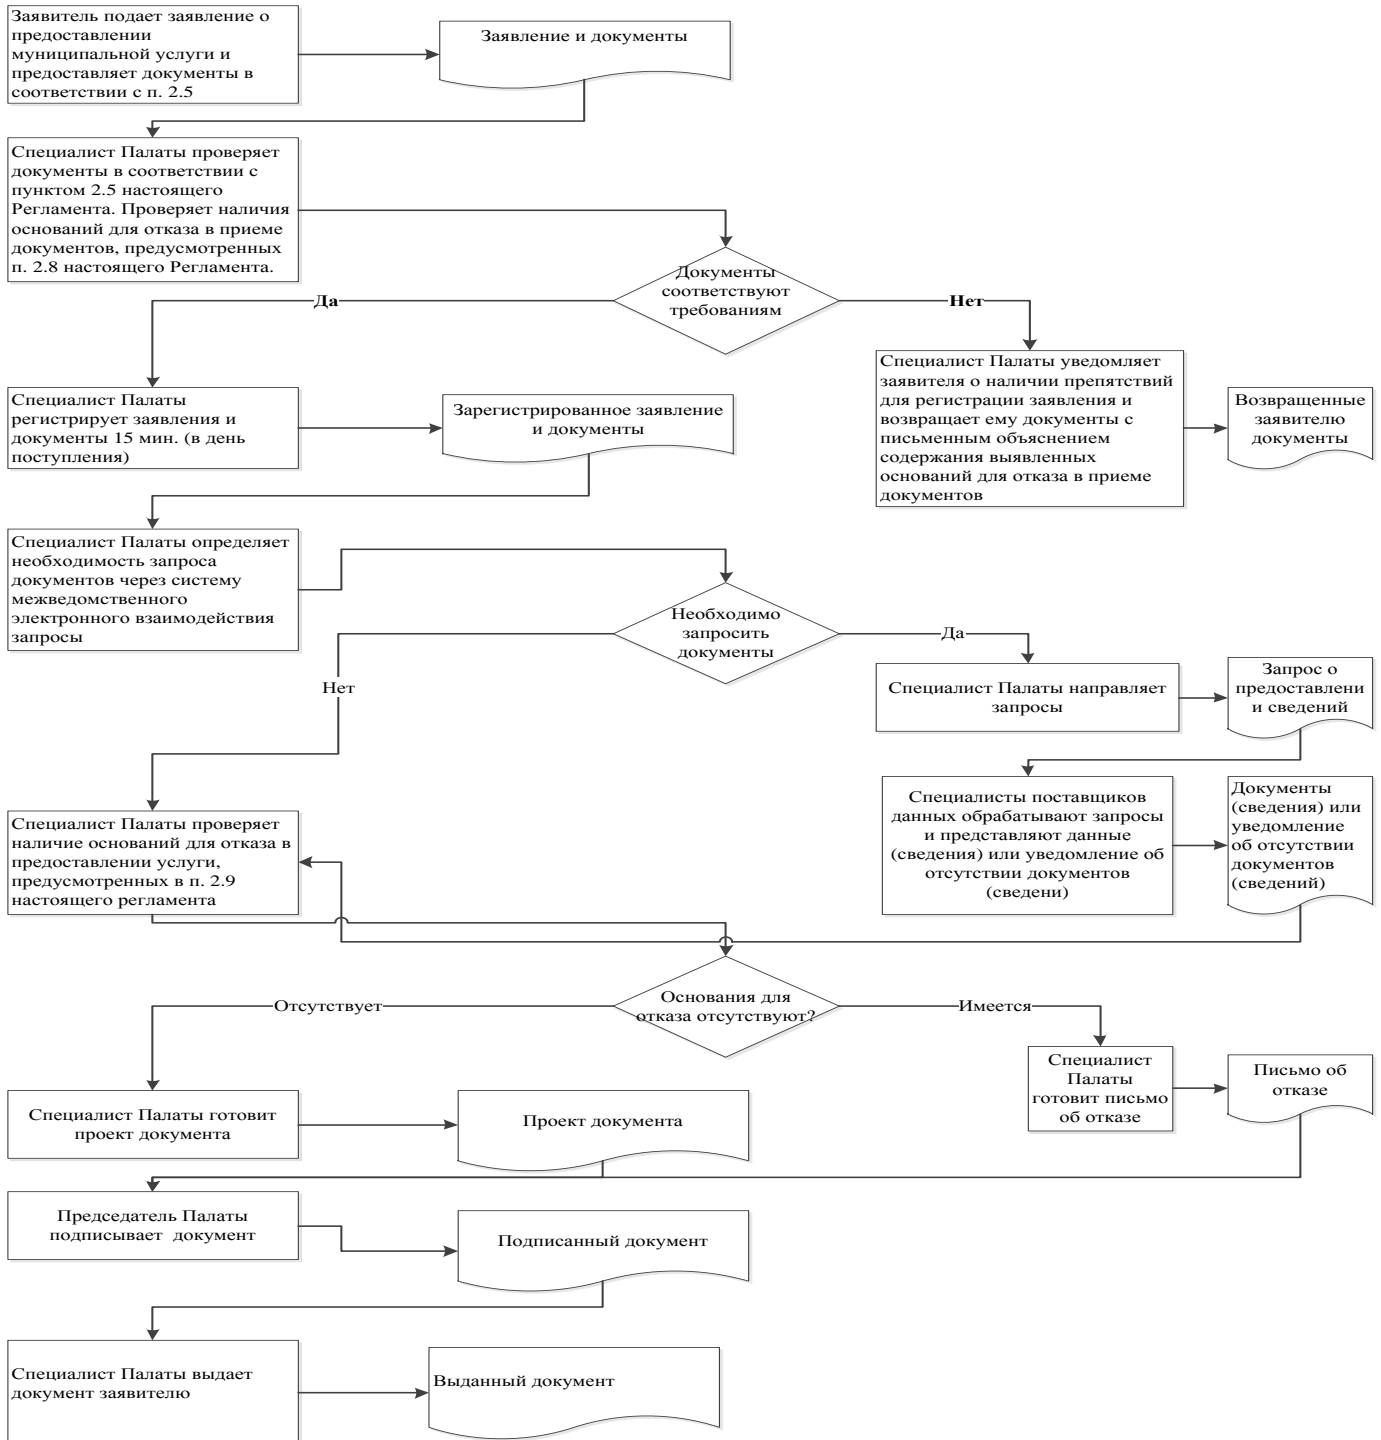 Заявитель подает заявление о
предоставлении
муниципальной услуги и
предоставляет документы в
соответствии с п. 2.5
Заявление и документы
Специалист Палаты проверяет
документы в соответствии с
пунктом 2.5 настоящего
Регламента. Проверяет наличия
оснований для отказа в приеме
документов, предусмотренных
п. 2.8 настоящего Регламента.
Документы
соответствуют
требованиям
Да
Нет
Специалист Палаты
регистрирует заявления и
документы 15 мин. (в день
поступления)
Зарегистрированное заявление
и документы
Специалист Палаты уведомляет
заявителя о наличии препятствий
для регистрации заявления и
возвращает ему документы с
письменным объяснением
содержания выявленных
оснований для отказа в приеме
документов
Возвращенные
заявителю
документы
Специалист Палаты определяет
необходимость запроса
документов через систему
межведомственного
электронного взаимодействия
запросы
Необходимо
запросить
документы
Да
Нет
Специалист Палаты направляет
запросы
Запрос о
предоставлени
и сведений
Специалисты поставщиков
данных обрабатывают запросы
и представляют данные
(сведения) или уведомление об
отсутствии документов
(сведени)
Документы
(сведения) или
уведомление
об отсутствии
документов
(сведений)
Специалист Палаты проверяет
наличие оснований для отказа в
предоставлении услуги,
предусмотренных в п. 2.9
настоящего регламента
Основания для
отказа отсутствуют?
Отсутствует
Имеется
Специалист
Палаты
готовит письмо
об отказе
Письмо об
отказе
Специалист Палаты готовит
проект документа
Проект документа
Председатель Палаты
подписывает  документ
Подписанный документ
Специалист Палаты выдает
документ заявителю
Выданный документ